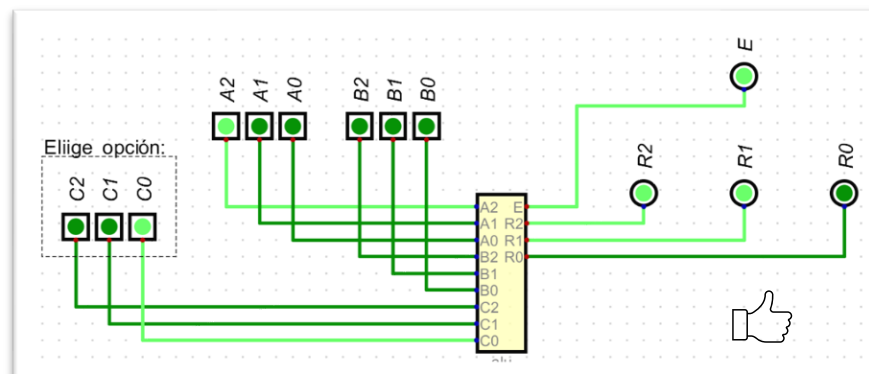 E
A2 A1 A0 B2 B1 B0
Eliige opción:
R2 R1 R0
C2 C1 C0
A2 E
A1 R2
A0 R1
B2 R0
B1
B0
C2
C1
C0